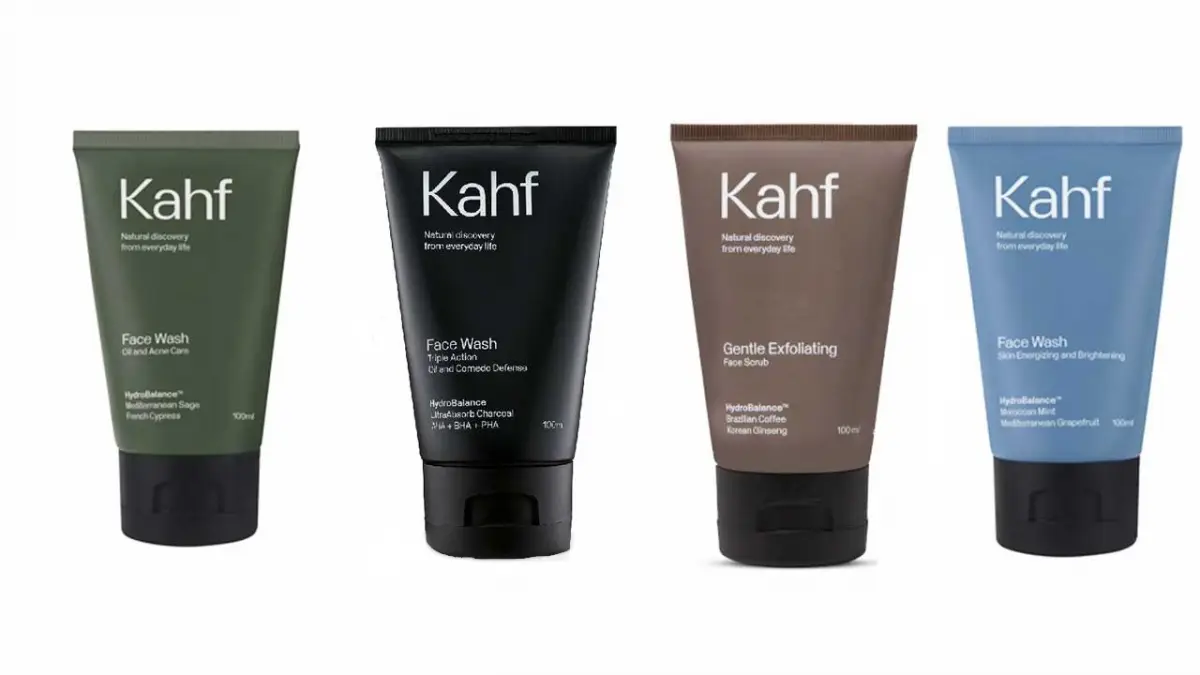 Kahf
Natural discovery
from everyday life
Face Wash
Oil and Acne Care
HydroBalance™
Mediterranean Sage
French Cypress
100ml
Kahf
Natural discovery
from everyday life
Face Wash
Triple Action
Oil and Comedo Defense
HydroBalance
UltraAbsorb Charcoal
AHA + BHA + PHA
100ml
Kahf
Natural discovery
from everyday life
Gentle Exfoliating
Face Scrub
HydroBalance™
Brazilian Coffee
Korean Ginseng
100ml
Kahf
Natural discovery
from everyday life
Face Wash
Skin Energizing and Brightening
HydroBalance™
Moroccan Mint
Mediterranean Grapefruit
100ml